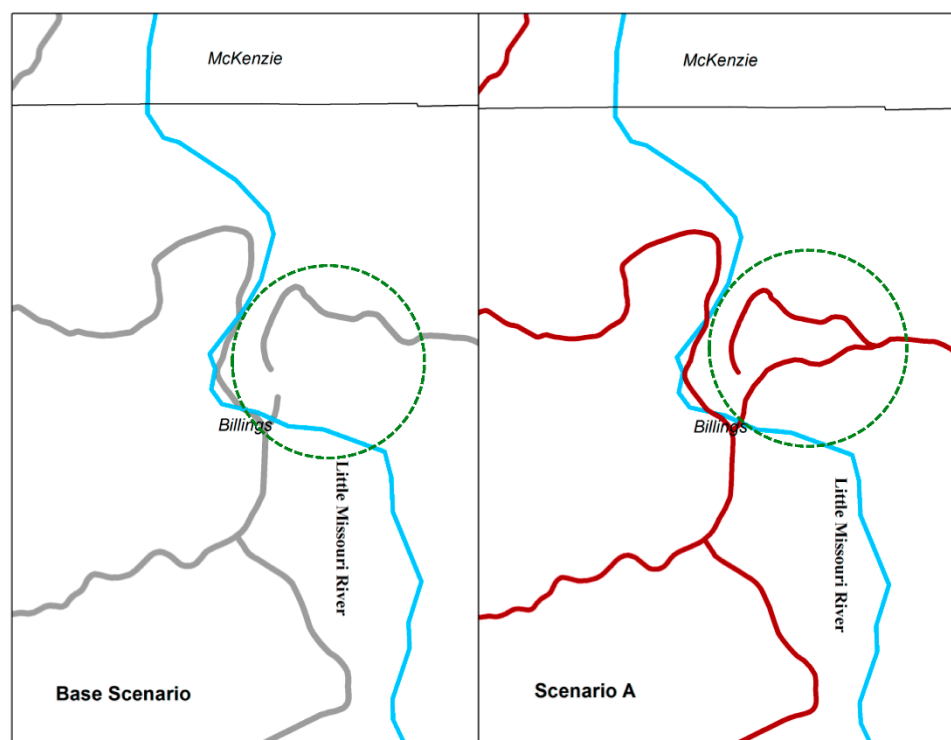 McKenzie
Billings
Little Missouri River
Base Scenario
McKenzie
Billings
Little Missouri River
Scenario A